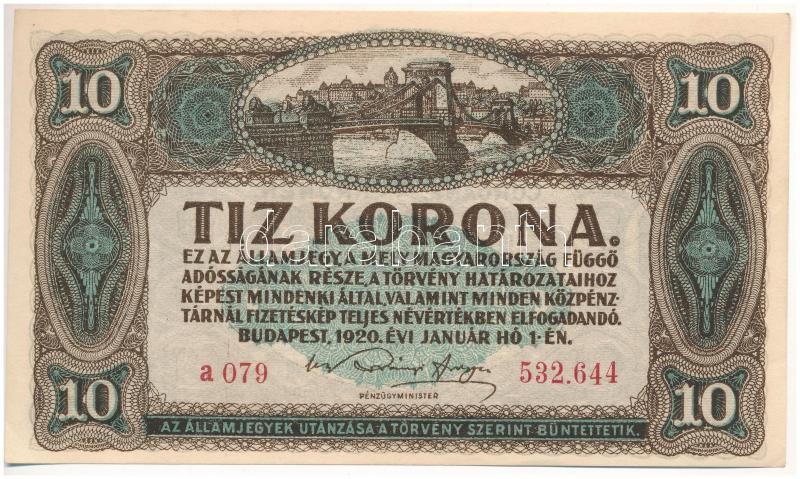 10 10
TIZ KORONA.
EZ AZ ÁLLAMJEGY, A MELY MAGYARORSZÁG FÜGGŐ
ADÓSSÁGÁNAK RÉSZE, A TÖRVÉNY HATÁROZATAIHOZ
KÉPEST MINDENKI ÁLTAL, VALAMINT MINDEN KÖZPÉNZ-
TÁRNÁL FIZETÉSKÉP TELJES NÉVÉRTÉKBEN ELFOGADANDÓ.
BUDAPEST, 1920. ÉVI JANUÁR HÓ 1-ÉN.
a 079 532.644
PÉNZÜGYMINISTER
10 10
AZ ÁLLAMJEGYEK UTÁNZÁSA A TÖRVÉNY SZERINT BÜNTETTETIK.